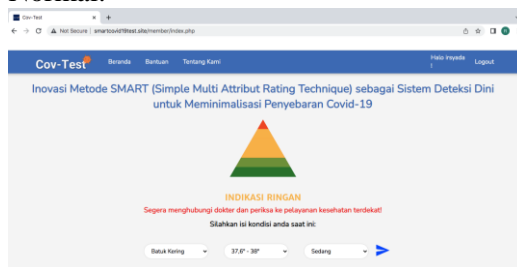 Normal.
Cov-Test
Not Secure | smartcovid19test.site/member/index.php
Cov-Test
Beranda
Bantuan
Tentang Kami
Halo irsyada
!
Logout
Inovasi Metode SMART (Simple Multi Attribut Rating Technique) sebagai Sistem Deteksi Dini
untuk Meminimalisasi Penyebaran Covid-19
INDIKASI RINGAN
Segera menghubungi dokter dan periksa ke pelayanan kesehatan terdekat!
Silahkan isi kondisi anda saat ini:
Batuk Kering
37,6° - 38°
Sedang